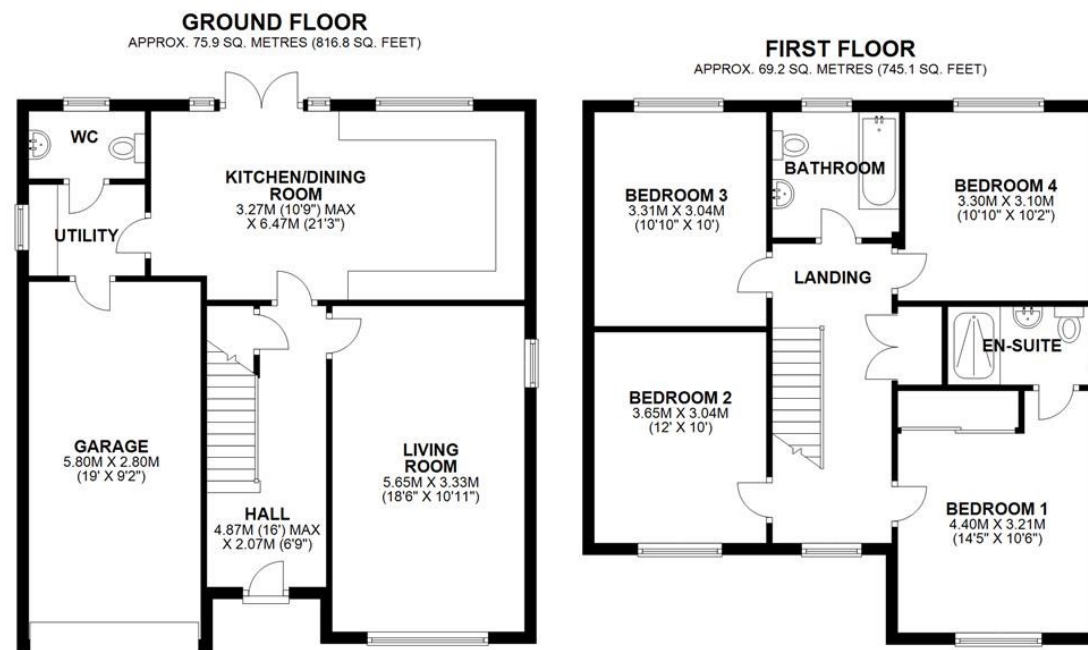 GROUND FLOOR
APPROX. 75.9 SQ. METRES (816.8 SQ. FEET)
WC
KITCHEN/DINING
ROOM
3.27M (10'9") MAX
X 6.47M (21'3")
UTILITY
GARAGE
5.80M X 2.80M
(19' X 9'2")
HALL
4.87M (16') MAX
X 2.07M (6'9")
LIVING
ROOM
5.65M X 3.33M
(18'6" X 10'11")
FIRST FLOOR
APPROX. 69.2 SQ. METRES (745.1 SQ. FEET)
BEDROOM 3
3.31M X 3.04M
(10'10" X 10')
BATHROOM
BEDROOM 4
3.30M X 3.10M
(10'10" X 10'2")
LANDING
EN-SUITE
BEDROOM 2
3.65M X 3.04M
(12' X 10')
BEDROOM 1
4.40M X 3.21M
(14'5" X 10'6")